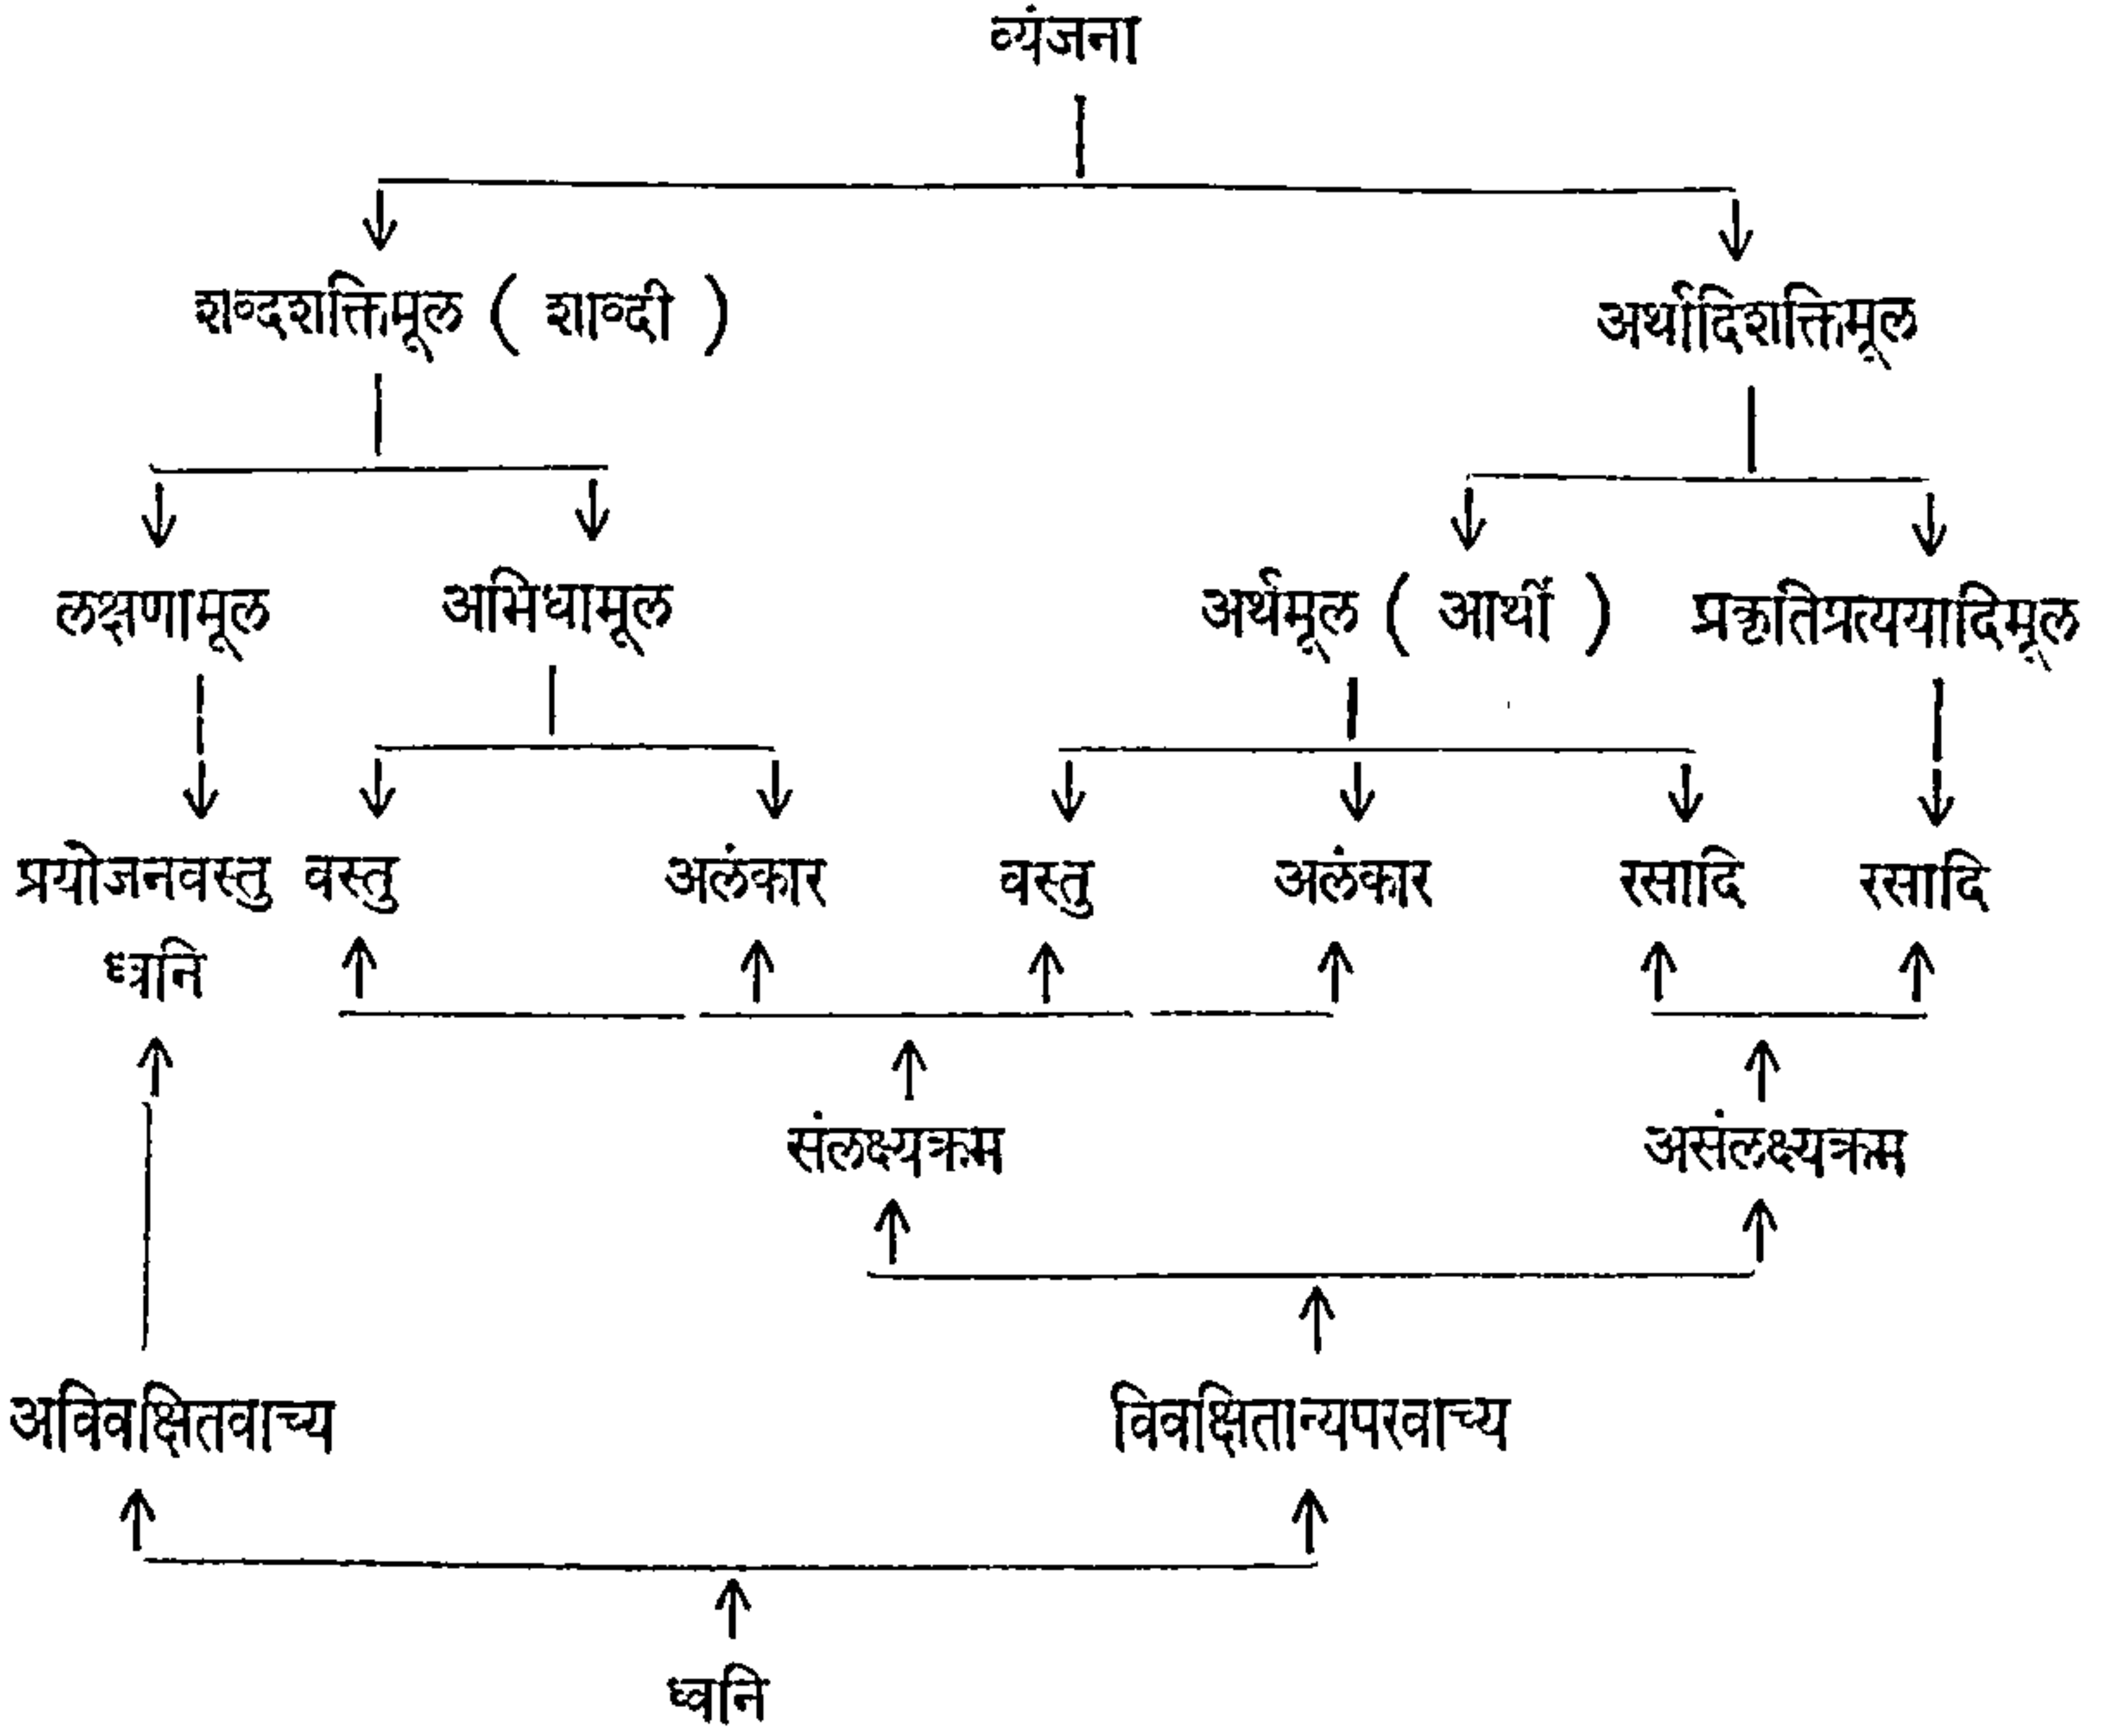 व्यंजना
शब्दशक्तिमूल ( शाब्दी ) अर्थादिशक्तिमूल
लक्षणामूल अभिधामूल अर्थमूल ( आर्थी ) प्रकृतिप्रत्ययादिमूल
प्रयोजनवस्तु वस्तु अलंकार वस्तु अलंकार रसादि रसादि
ध्वनि
संलक्ष्यक्रम असंलक्ष्यक्रम
अविवक्षितवाच्य विवक्षितान्यपरवाच्य
ध्वनि